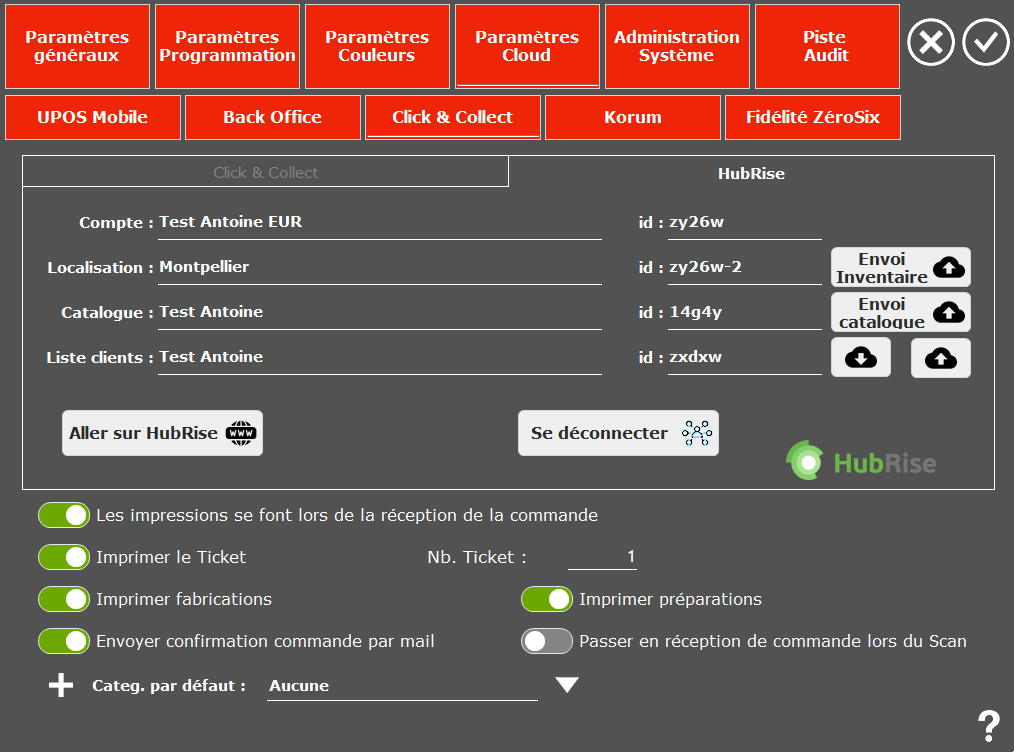 Paramètres
généraux
Paramètres
Programmation
Paramètres
Couleurs
Paramètres
Cloud
Administration
Système
Piste
Audit
UPOS Mobile
Back Office
Click & Collect
Korum
Fidélité ZéroSix
Click & Collect
HubRise
Compte : Test Antoine EUR
id : zy26w
Localisation : Montpellier
id : zy26w-2
Envoi
Inventaire
Catalogue : Test Antoine
id : 14g4y
Envoi
catalogue
Liste clients : Test Antoine
id : zxdxw
Aller sur HubRise
www
Se déconnecter
HubRise
Les impressions se font lors de la réception de la commande
Imprimer le Ticket
Nb. Ticket : 1
Imprimer fabrications
Imprimer préparations
Envoyer confirmation commande par mail
Passer en réception de commande lors du Scan
Categ. par défaut : Aucune
?